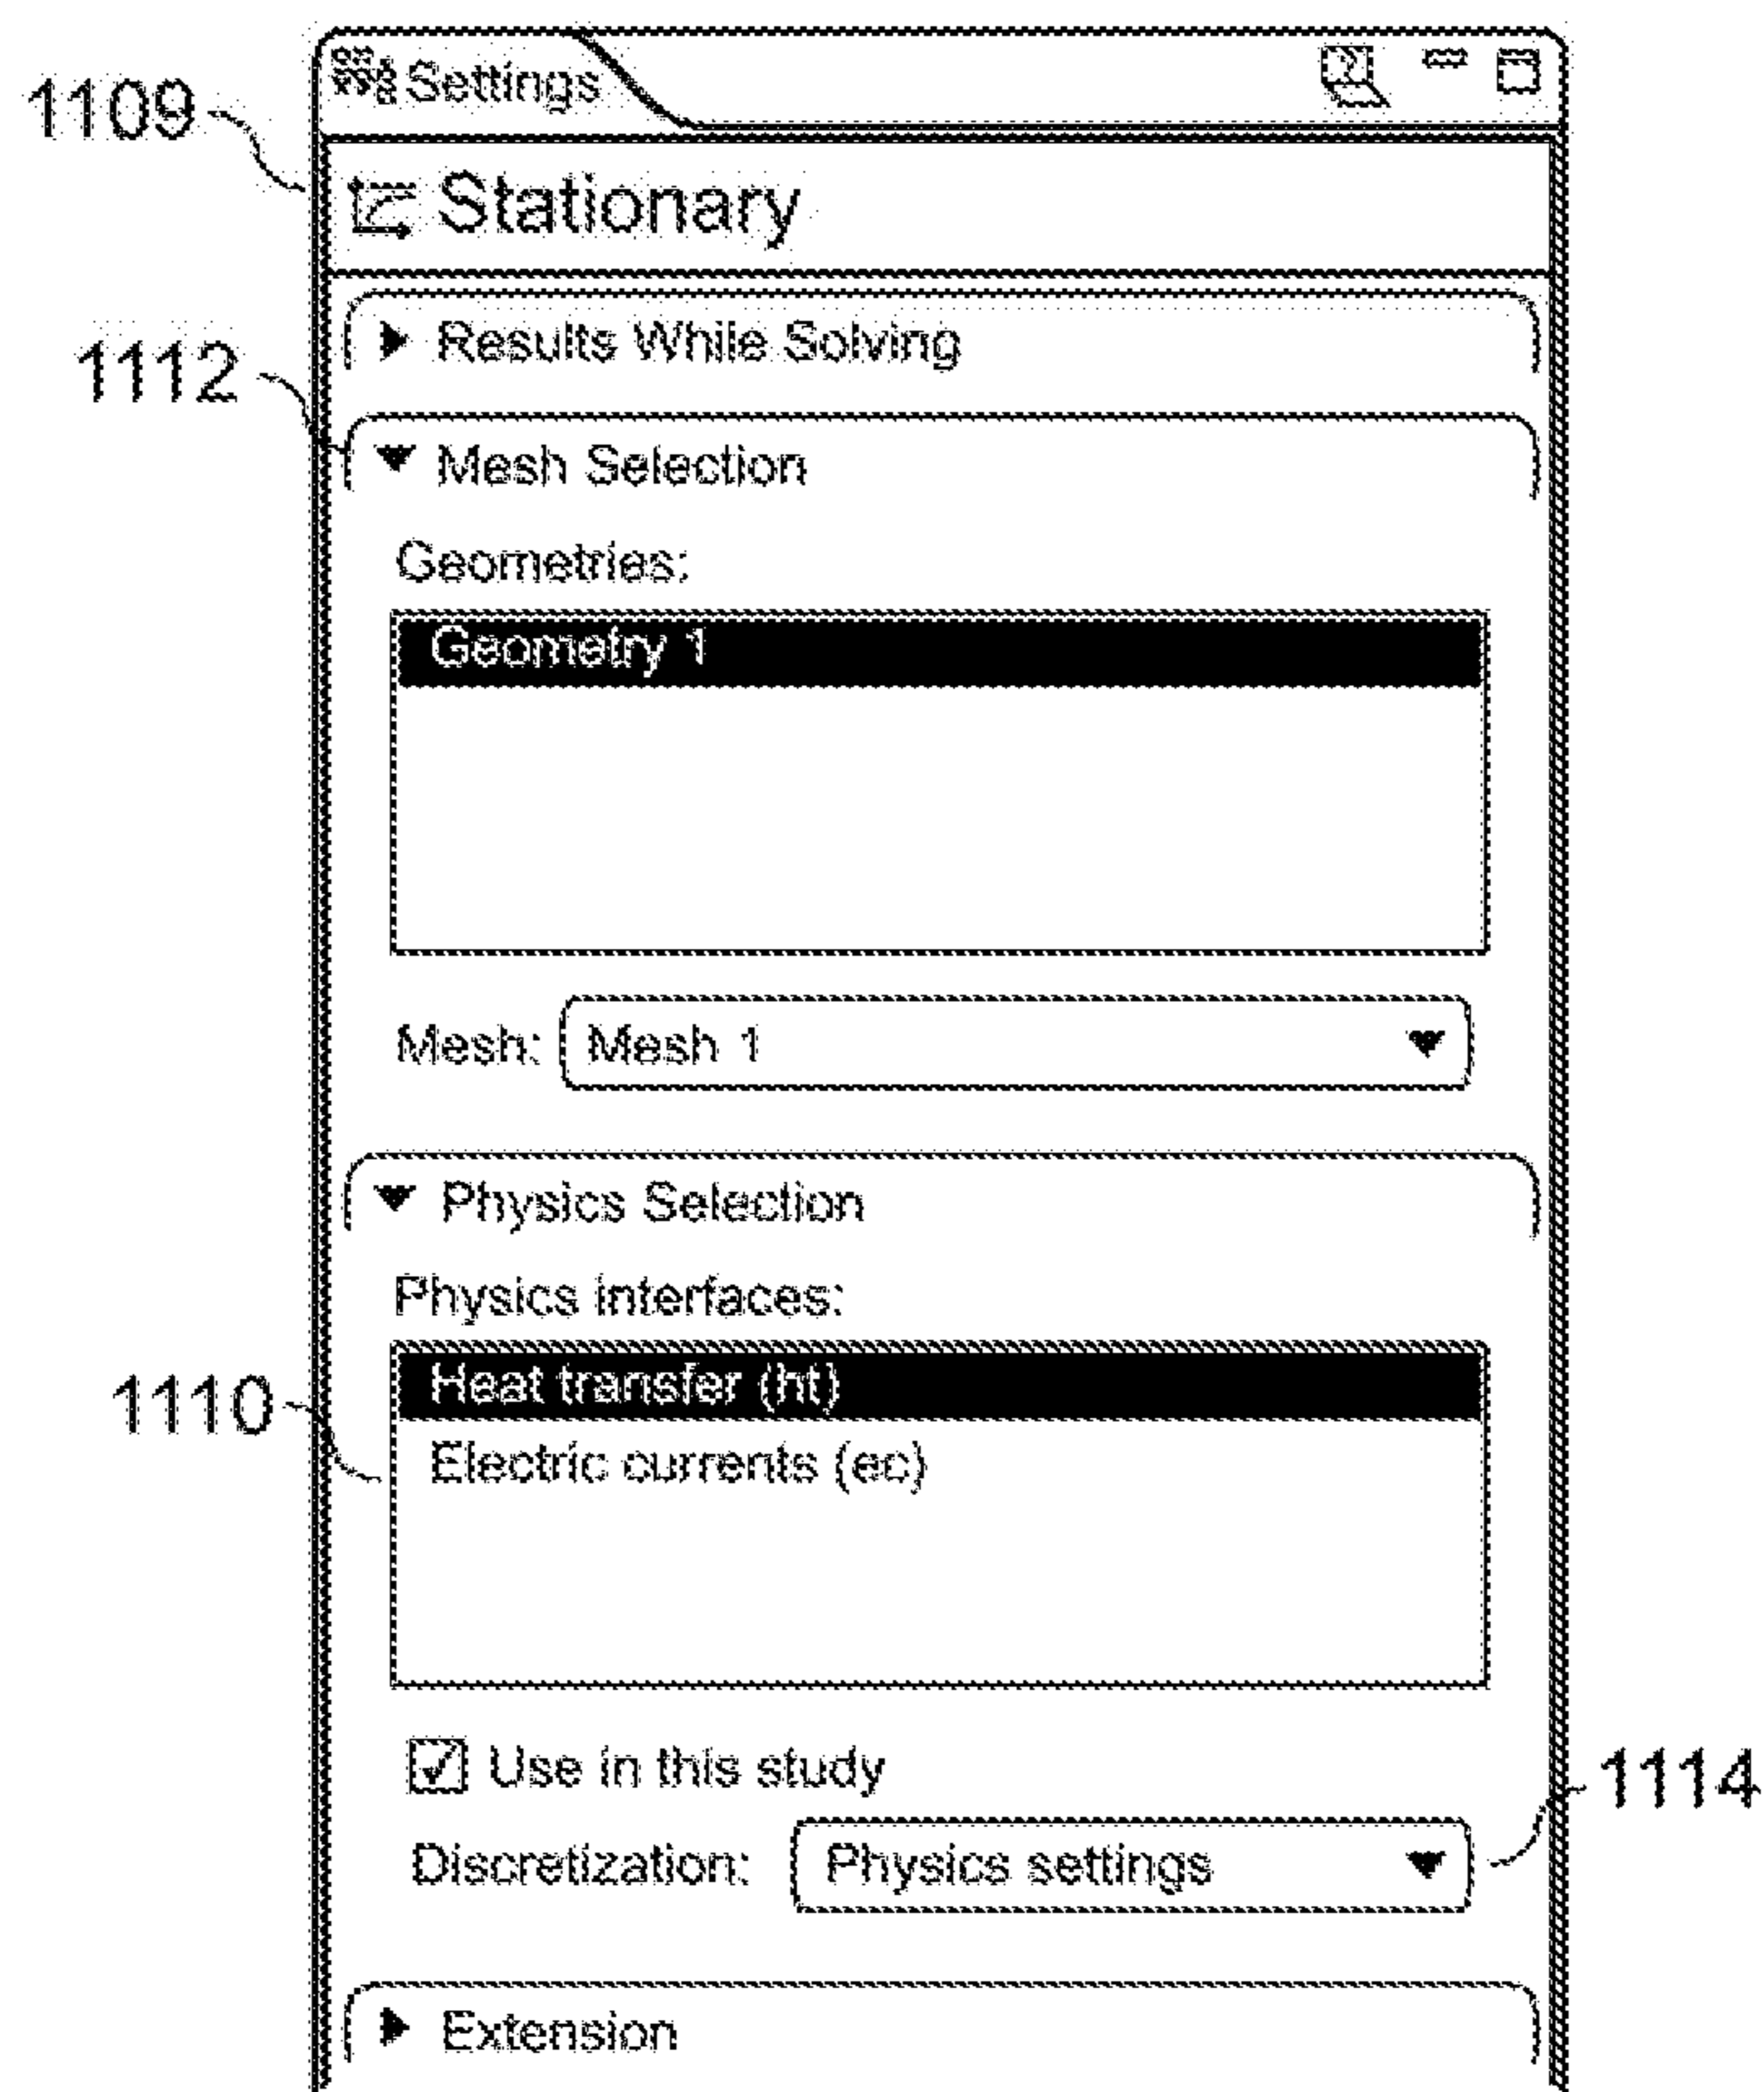 Settings
1109
Stationary
Results While Solving
1112
Mesh Selection
Geometries:
Geometry 1
Mesh: Mesh 1
Physics Selection
Physics interfaces:
Heat transfer (ht)
1110
Electric currents (ec)
Use in this study
1114
Discretization: Physics settings
Extension